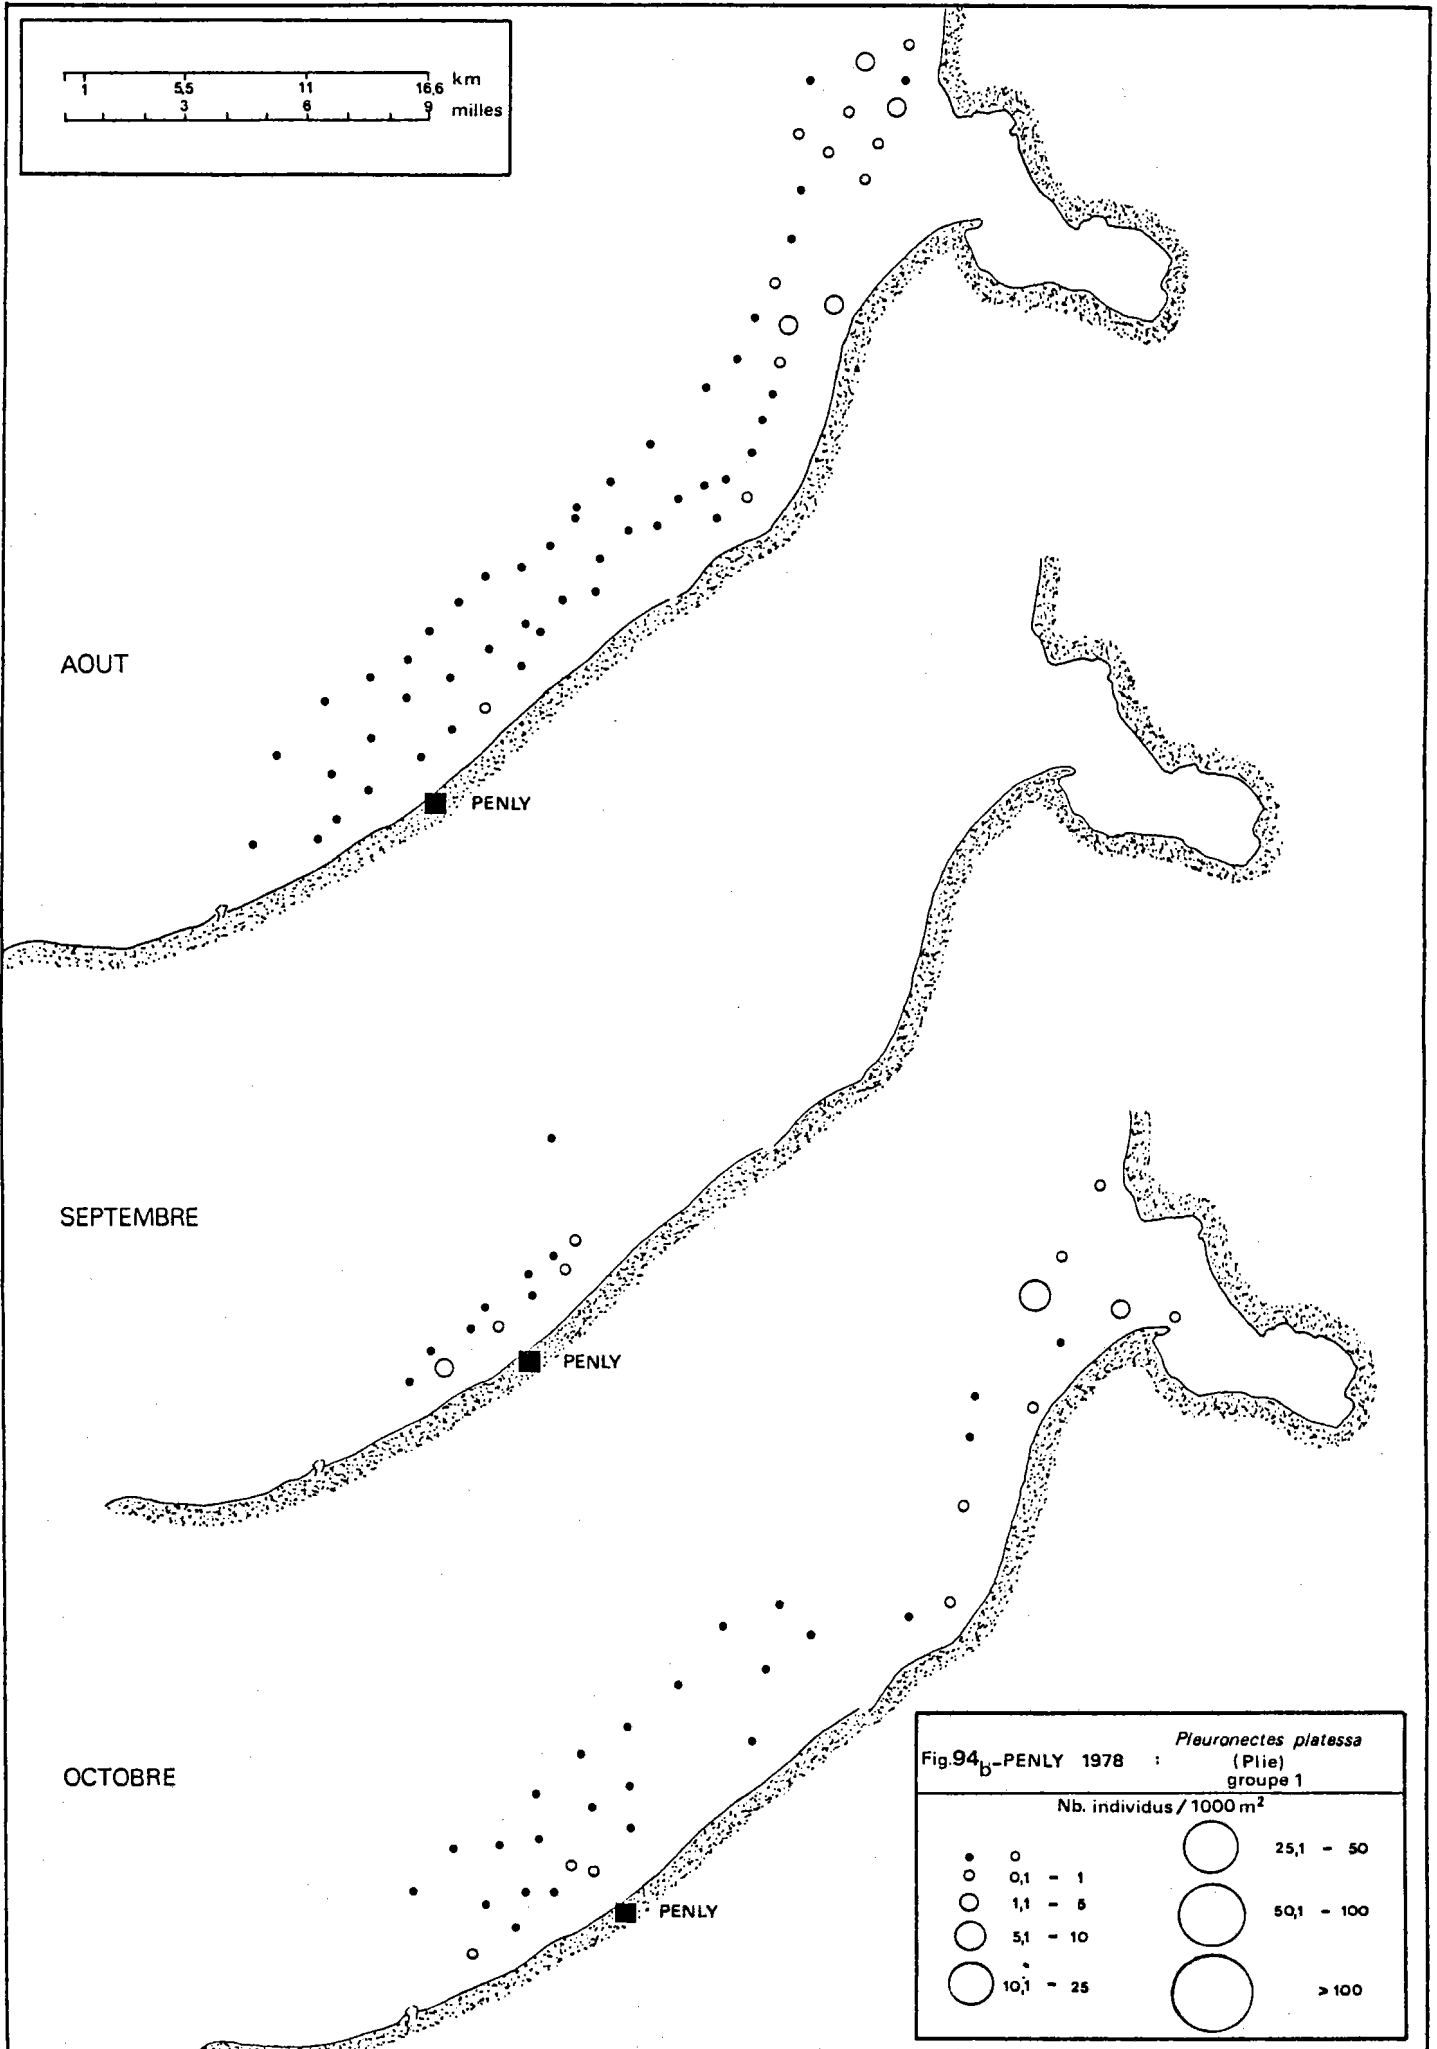 km
1 5,5 11 16,6
3 6 9
milles
AOUT
PENLY
SEPTEMBRE
PENLY
OCTOBRE
PENLY
Fig.94b-PENLY 1978 : Pleuronectes platessa
(Plie)
groupe 1
Nb. individus / 1000 m²
0
0,1 - 1
1,1 - 5
5,1 - 10
10,1 - 25
25,1 - 50
50,1 - 100
>100